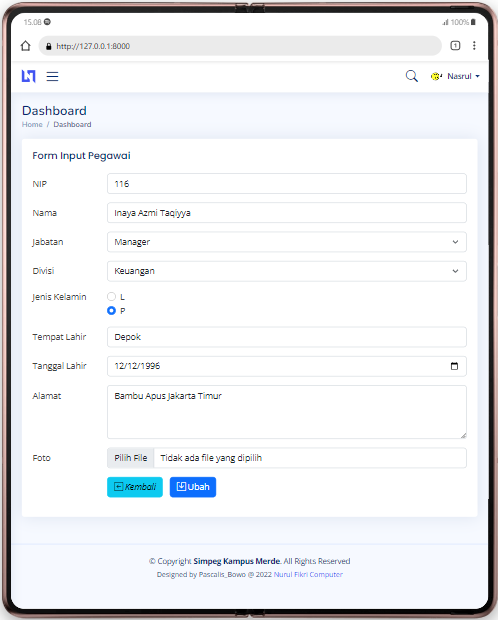 15.08 100%
http://127.0.0.1:8000 1
Nasrul
Dashboard
Home / Dashboard
Form Input Pegawai
NIP 116
Nama Inaya Azmi Taqiyya
Jabatan Manager
Divisi Keuangan
Jenis Kelamin L
P
Tempat Lahir Depok
Tanggal Lahir 12/12/1996
Alamat Bambu Apus Jakarta Timur
Foto Pilih File Tidak ada file yang dipilih
Kembali Ubah
© Copyright Simpeg Kampus Merde. All Rights Reserved
Designed by Pascalis_Bowo @ 2022 Nurul Fikri Computer